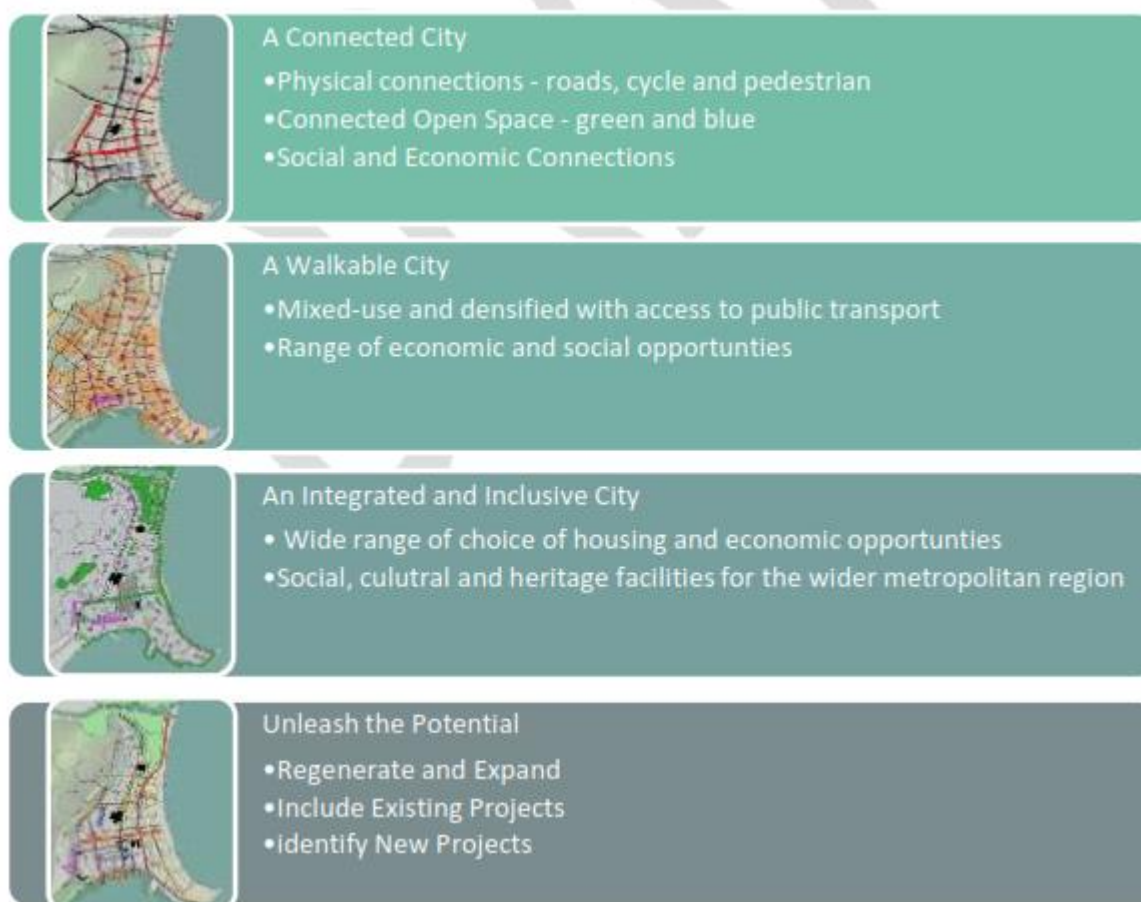 A Connected City
•Physical connections - roads, cycle and pedestrian
•Connected Open Space - green and blue
•Social and Economic Connections
A Walkable City
•Mixed-use and densified with access to public transport
•Range of economic and social opportunties
An Integrated and Inclusive City
• Wide range of choice of housing and economic opportunties
•Social, culutral and heritage facilities for the wider metropolitan region
Unleash the Potential
•Regenerate and Expand
•Include Existing Projects
•identify New Projects